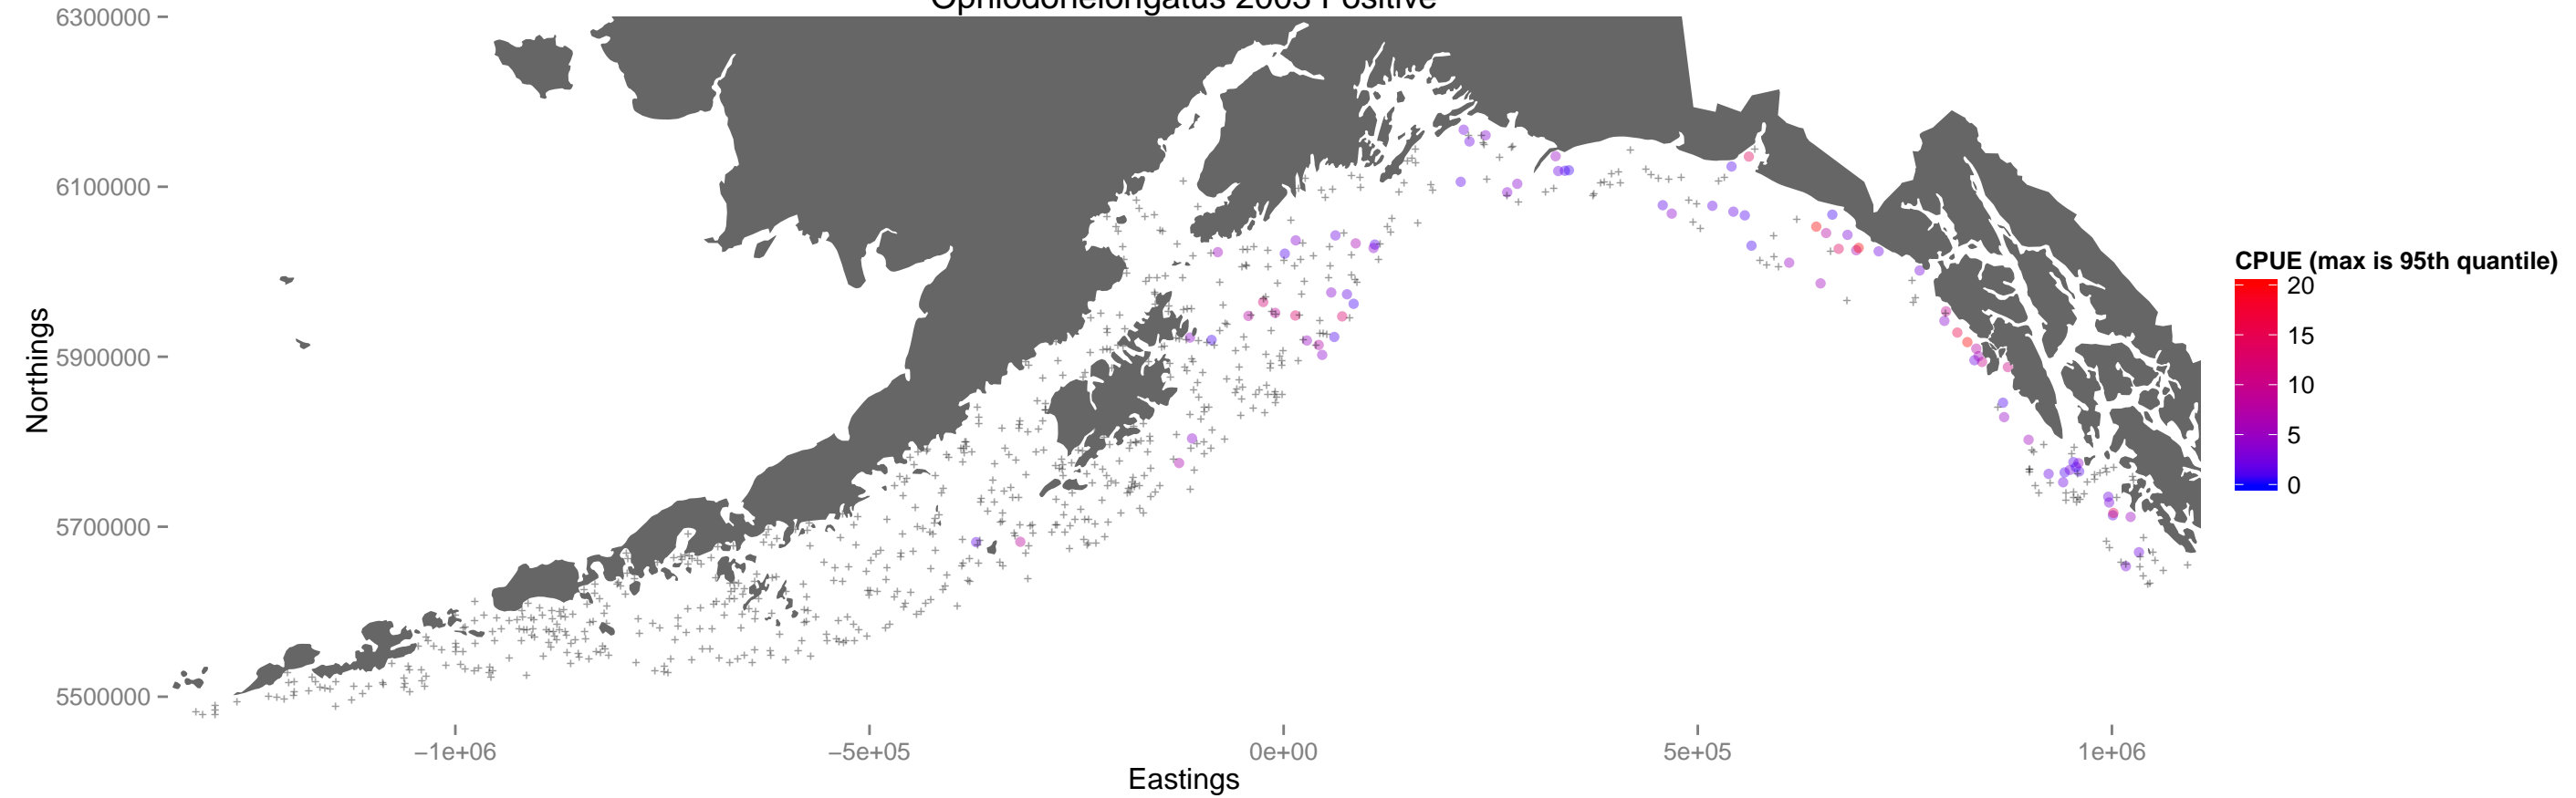 Ophiodonelongatus 2003 Positive
6300000
6100000
5900000
5700000
5500000
Northings
−1e+06
−5e+05
0e+00
5e+05
1e+06
Eastings
CPUE (max is 95th quantile)
20
15
10
5
0